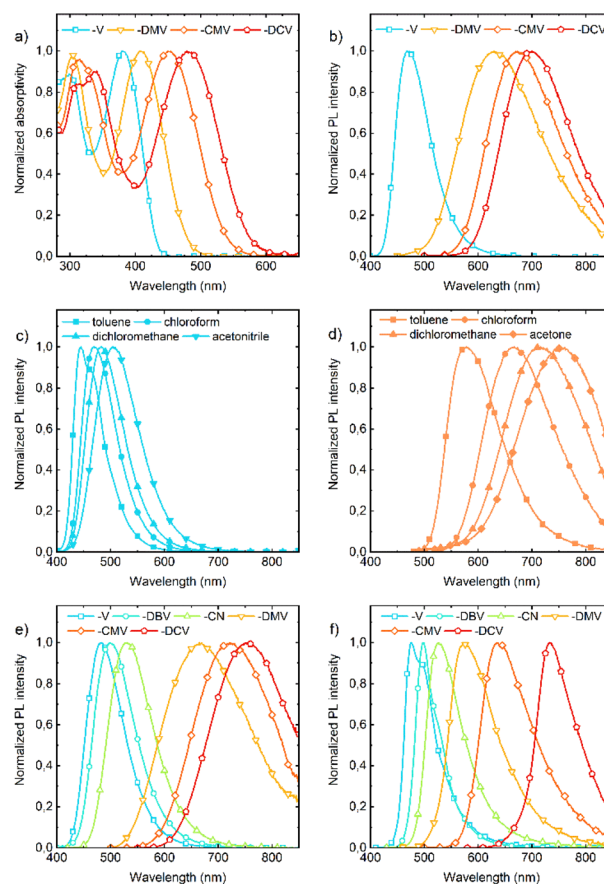 a) -V -DMV -CMV -DCV
1,0
0,8
0,6
0,4
0,2
0,0
Normalized absorptivity
300 400 500 600
Wavelength (nm)
b) -V -DMV -CMV -DCV
1,0
0,8
0,6
0,4
0,2
0,0
Normalized PL intensity
400 500 600 700 800
Wavelength (nm)
c) toluene chloroform
dichloromethane acetonitrile
1,0
0,8
0,6
0,4
0,2
0,0
Normalized PL intensity
400 500 600 700 800
Wavelength (nm)
d) toluene chloroform
dichloromethane acetone
1,0
0,8
0,6
0,4
0,2
0,0
Normalized PL intensity
400 500 600 700 800
Wavelength (nm)
e) -V -DBV -CN -DMV
-CMV -DCV
1,0
0,8
0,6
0,4
0,2
0,0
Normalized PL intensity
400 500 600 700 800
Wavelength (nm)
f) -V -DBV -CN -DMV
-CMV -DCV
1,0
0,8
0,6
0,4
0,2
0,0
Normalized PL intensity
400 500 600 700 800
Wavelength (nm)